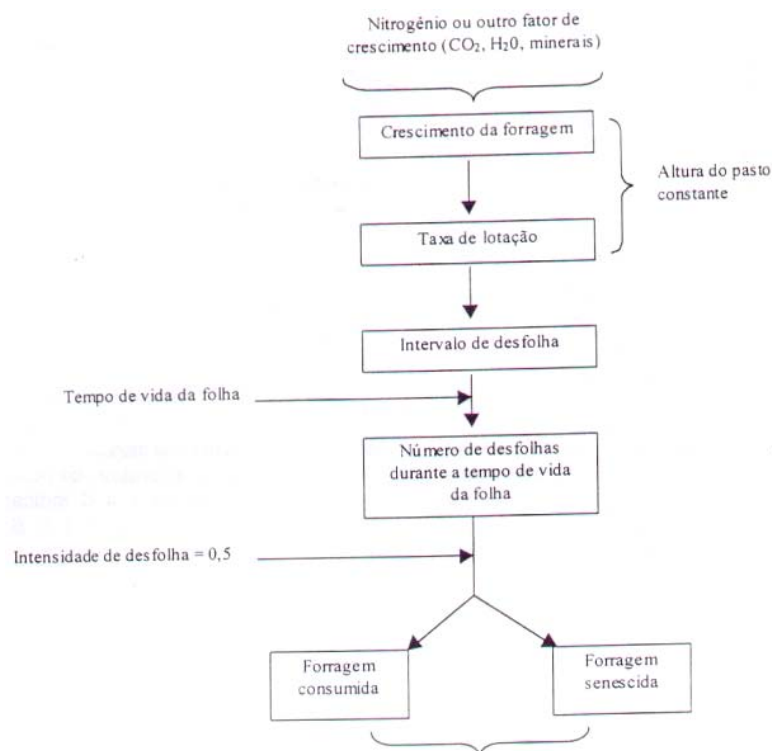 Nitrogênio ou outro fator de
crescimento (CO₂, H₂0, minerais)
Crescimento da forragem
Altura do pasto
constante
Taxa de lotação
Intervalo de desfolha
Tempo de vida da folha
Número de desfolhas
durante a tempo de vida
da folha
Intensidade de desfolha = 0,5
Forragem
consumida
Forragem
senescida